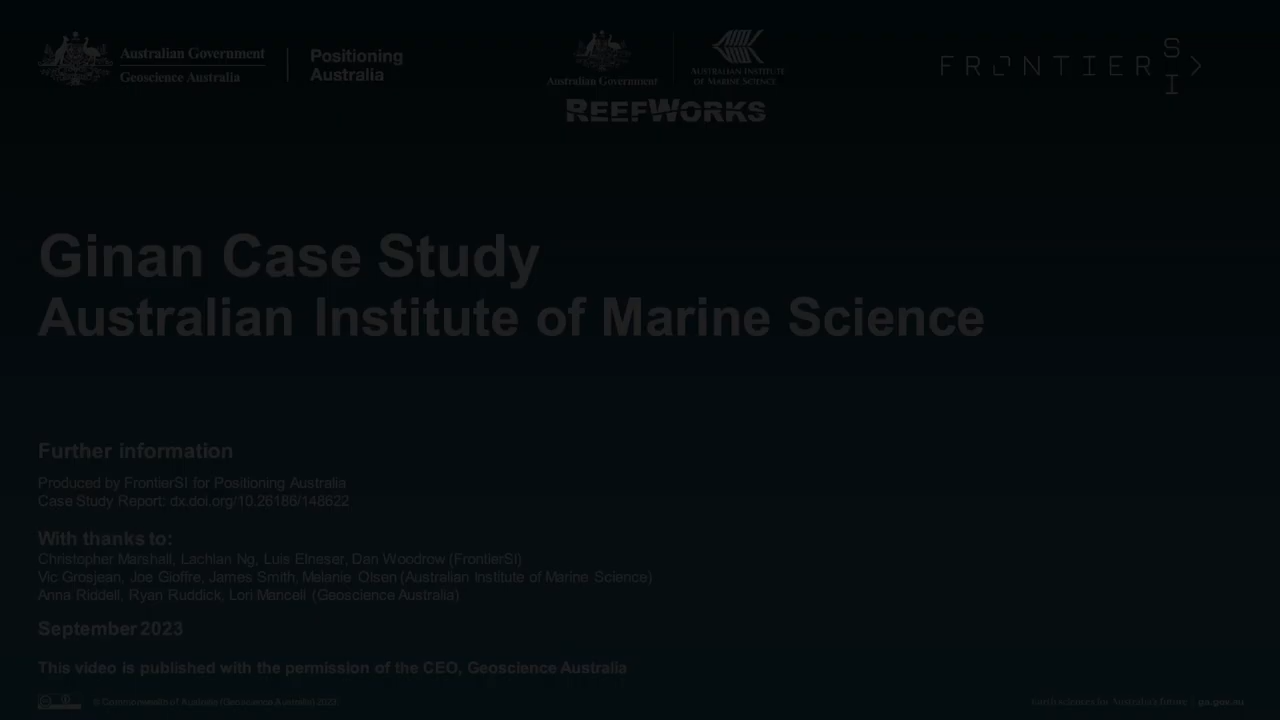 Australian Government
Geoscience Australia
Positioning
Australia
Australian Government
AUSTRALIAN INSTITUTE
OF MARINE SCIENCE
REEFWORKS
FRONTIER SI
Ginan Case Study
Australian Institute of Marine Science
Further information
Produced by FrontierSI for Positioning Australia
Case Study Report: dx.doi.org/10.26186/148622
With thanks to:
Christopher Marshall, Lachlan Ng, Luis Elneser, Dan Woodrow (FrontierSI)
Vic Grosjean, Joe Gioffre, James Smith, Melanie Olsen (Australian Institute of Marine Science)
Anna Riddell, Ryan Ruddick, Lori Mancell (Geoscience Australia)
September 2023
This video is published with the permission of the CEO, Geoscience Australia
© Commonwealth of Australia (Geoscience Australia) 2023
Earth sciences for Australia's future | ga.gov.au